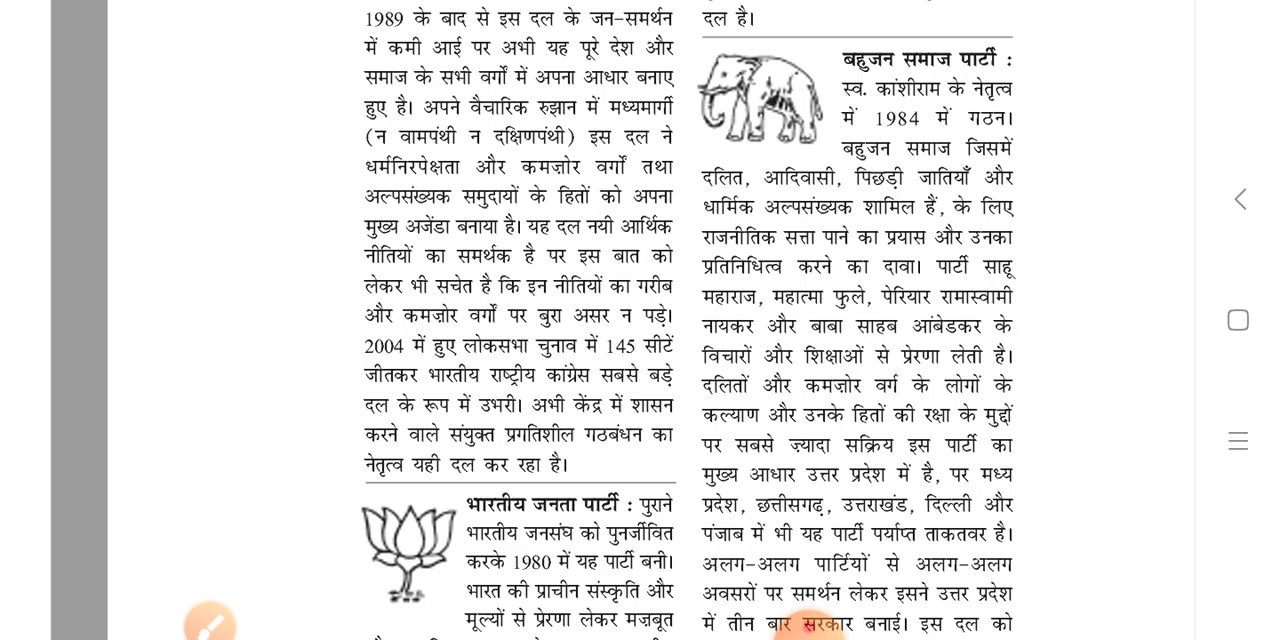 1989 के बाद से इस दल के जन-समर्थन
में कमी आई पर अभी यह पूरे देश और
समाज के सभी वर्गों में अपना आधार बनाए
हुए है। अपने वैचारिक रुझान में मध्यमार्गी
(न वामपंथी न दक्षिणपंथी) इस दल ने
धर्मनिरपेक्षता और कमज़ोर वर्गों तथा
अल्पसंख्यक समुदायों के हितों को अपना
मुख्य अजेंडा बनाया है। यह दल नयी आर्थिक
नीतियों का समर्थक है पर इस बात को
लेकर भी सचेत है कि इन नीतियों का गरीब
और कमज़ोर वर्गों पर बुरा असर न पड़े।
2004 में हुए लोकसभा चुनाव में 145 सीटें
जीतकर भारतीय राष्ट्रीय कांग्रेस सबसे बड़े
दल के रूप में उभरी। अभी केंद्र में शासन
करने वाले संयुक्त प्रगतिशील गठबंधन का
नेतृत्व यही दल कर रहा है।
भारतीय जनता पार्टी : पुराने
भारतीय जनसंघ को पुनर्जीवित
करके 1980 में यह पार्टी बनी।
भारत की प्राचीन संस्कृति और
मूल्यों से प्रेरणा लेकर मज़बूत
दल है।
बहुजन समाज पार्टी :
स्व. कांशीराम के नेतृत्व
में 1984 में गठन।
बहुजन समाज जिसमें
दलित, आदिवासी, पिछड़ी जातियाँ और
धार्मिक अल्पसंख्यक शामिल हैं, के लिए
राजनीतिक सत्ता पाने का प्रयास और उनका
प्रतिनिधित्व करने का दावा। पार्टी साहू
महाराज, महात्मा फुले, पेरियार रामास्वामी
नायकर और बाबा साहब आंबेडकर के
विचारों और शिक्षाओं से प्रेरणा लेती है।
दलितों और कमज़ोर वर्ग के लोगों के
कल्याण और उनके हितों की रक्षा के मुद्दों
पर सबसे ज़्यादा सक्रिय इस पार्टी का
मुख्य आधार उत्तर प्रदेश में है, पर मध्य
प्रदेश, छत्तीसगढ़, उत्तराखंड, दिल्ली और
पंजाब में भी यह पार्टी पर्याप्त ताकतवर है।
अलग-अलग पार्टियों से अलग-अलग
अवसरों पर समर्थन लेकर इसने उत्तर प्रदेश
में तीन बार सरकार बनाई। इस दल को